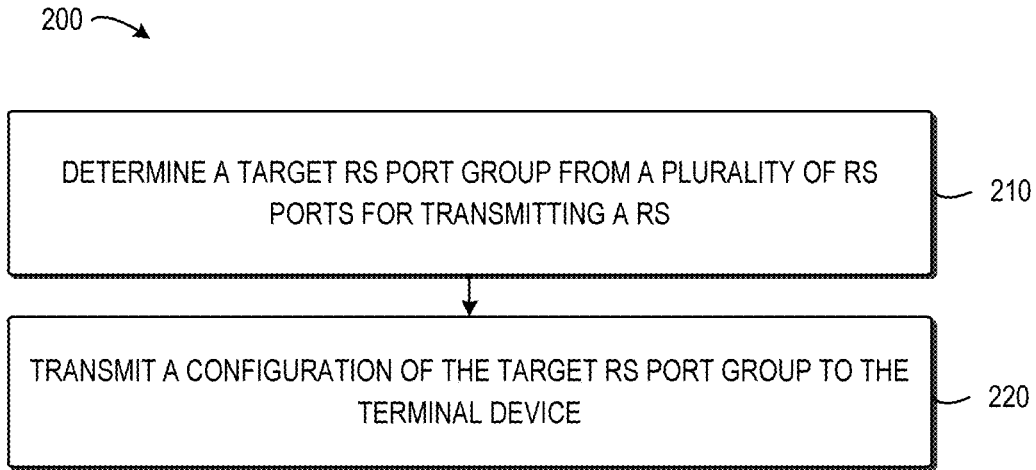 200
DETERMINE A TARGET RS PORT GROUP FROM A PLURALITY OF RS
PORTS FOR TRANSMITTING A RS
210
TRANSMIT A CONFIGURATION OF THE TARGET RS PORT GROUP TO THE
TERMINAL DEVICE
220